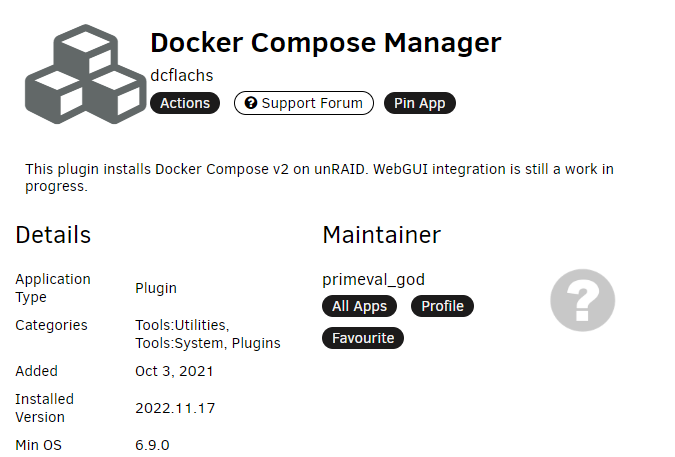 Docker Compose Manager
dcflachs
Actions
Support Forum
Pin App
This plugin installs Docker Compose v2 on unRAID. WebGUI integration is still a work in
progress.
Details
Application
Type
Plugin
Categories
Tools:Utilities,
Tools:System, Plugins
Added
Oct 3, 2021
Installed
Version
2022.11.17
Min OS
6.9.0
Maintainer
primeval_god
All Apps
Profile
Favourite